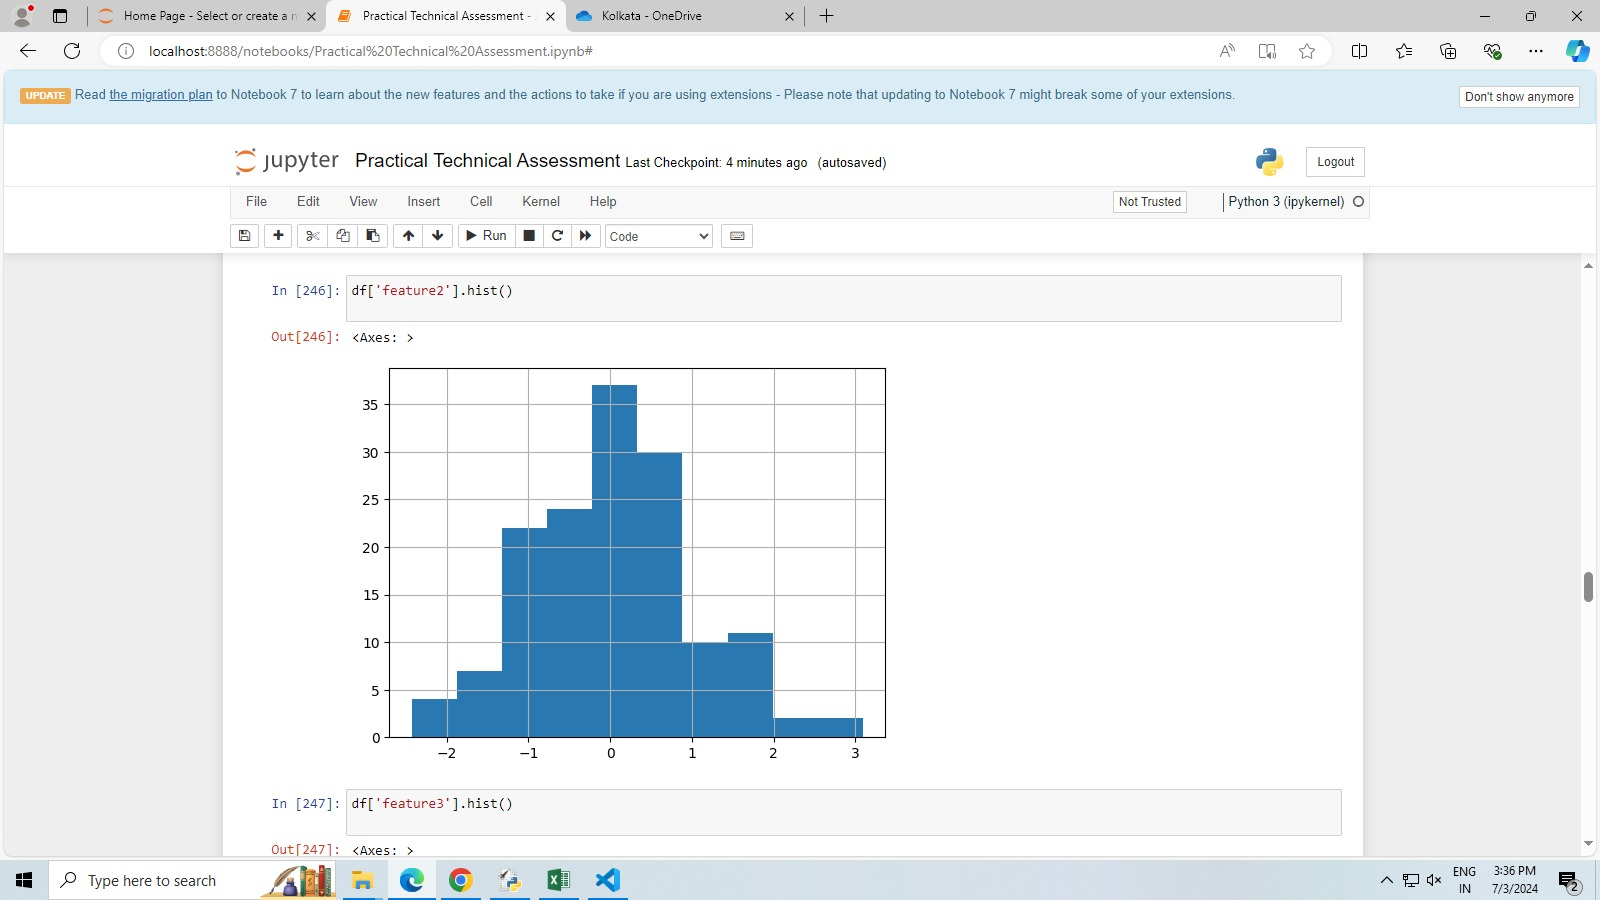 Home Page - Select or create a n
Practical Technical Assessment -
Kolkata - OneDrive
localhost:8888/notebooks/Practical%20Technical%20Assessment.ipynb#
UPDATE Read the migration plan to Notebook 7 to learn about the new features and the actions to take if you are using extensions - Please note that updating to Notebook 7 might break some of your extensions.
Don't show anymore
jupyter Practical Technical Assessment Last Checkpoint: 4 minutes ago (autosaved)
Logout
File Edit View Insert Cell Kernel Help
Not Trusted
Python 3 (ipykernel)
Run
Code
In [246]: df['feature2'].hist()
Out[246]: <Axes: >
35
30
25
20
15
10
5
0
−2 −1 0 1 2 3
In [247]: df['feature3'].hist()
Out[247]: <Axes: >
Type here to search
ENG
IN
3:36 PM
7/3/2024
2